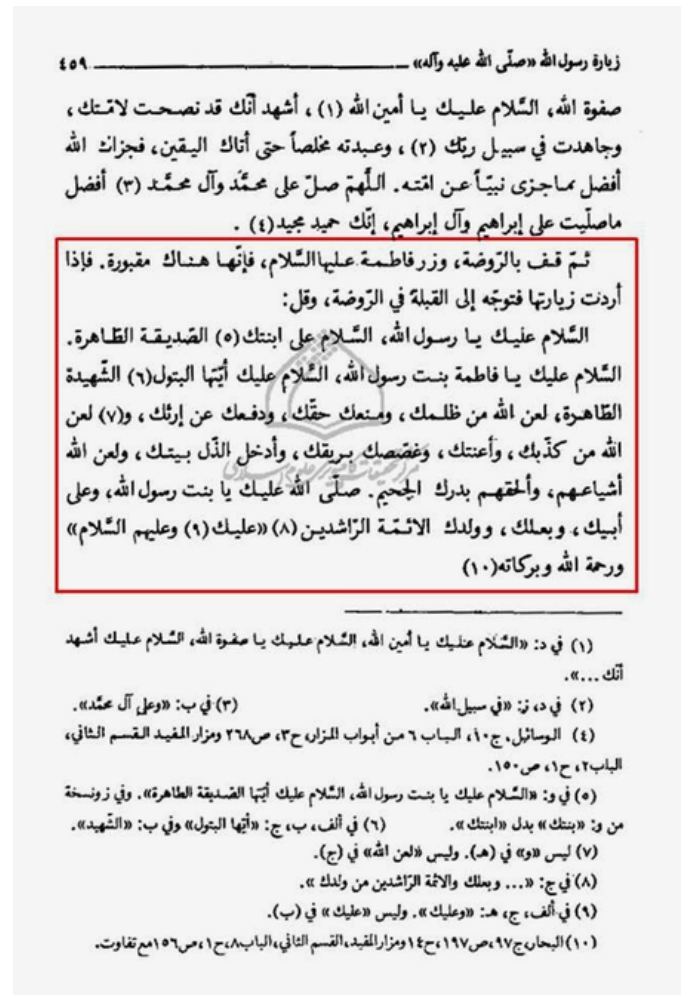 زيارة رسول الله «صلّى الله عليه وآله» ــــــــــــــــــــ ٤٥٩
صفوة الله، السَّلام عليك يا أمين الله (١)، أشهد أنّك قد نصحت لامّتك،
وجاهدت في سبيل ربّك (٢)، وعبدته مخلصاً حتى أتاك اليقين، فجزاك الله
أفضل ماجزى نبيّاً عن امّته. اللّهمّ صلّ على محمَّد وآل محمَّد (٣) أفضل
ماصلّيت على إبراهيم وآل إبراهيم، إنّك حميد مجيد(٤).
ثمّ قف بالرّوضة، وزر فاطمة عليها السَّلام، فإنّها هناك مقبورة. فإذا
أردت زيارتها فتوجّه إلى القبلة في الرّوضة، وقل:
السَّلام عليك يا رسول الله، السَّلام على ابنتك(٥) الصّديقة الطّاهرة.
السَّلام عليك يا فاطمة بنت رسول الله، السَّلام عليك أيّتها البتول(٦) الشّهيدة
الطّاهرة، لعن الله من ظلمك، ومنعك حقّك، ودفعك عن إرثك، و(٧) لعن
الله من كذّبك، وأعنتك، وغصّصك بريقك، وأدخل الذّل بيتك، ولعن الله
أشياعهم، وألحقهم بدرك الجحيم. صلّى الله عليك يا بنت رسول الله، وعلى
أبيك، وبعلك، وولدك الائمّة الرّاشدين(٨) «عليك(٩) وعليهم السَّلام»
ورحمة الله وبركاته(١٠)
(١) في د: «السَّلام عليك يا أمين الله، السَّلام عليك يا صفوة الله، السَّلام عليك أشهد
أنّك ...».
(٢) في د، ز: «في سبيل الله». (٣) في ب: «وعلى آل محمَّد».
(٤) الوسائل، ج١٠، الباب ٦ من أبواب المزار، ح٣، ص٢٦٨ ومزار المفيد القسم الثاني،
الباب٢، ح١، ص١٥٠.
(٥) في و: «السَّلام عليك يا بنت رسول الله، السَّلام عليك أيّتها الصّديقة الطاهرة». وفي ز ونسخة
من و: «بنتك» بدل «ابنتك». (٦) في ألف، ب، ج: «أيّها البتول» وفي ب: «الشّهيد».
(٧) ليس «و» في (هـ). وليس «لعن الله» في (ج).
(٨) في ج: «... وبعلك والائمة الرّاشدين من ولدك».
(٩) في ألف، ج، هـ: «وعليك». وليس «عليك» في (ب).
(١٠) البحار، ج٩٧، ص١٩٧، ح١٤ ومزار المفيد، القسم الثاني، الباب٨، ح١، ص١٥٦ مع تفاوت.